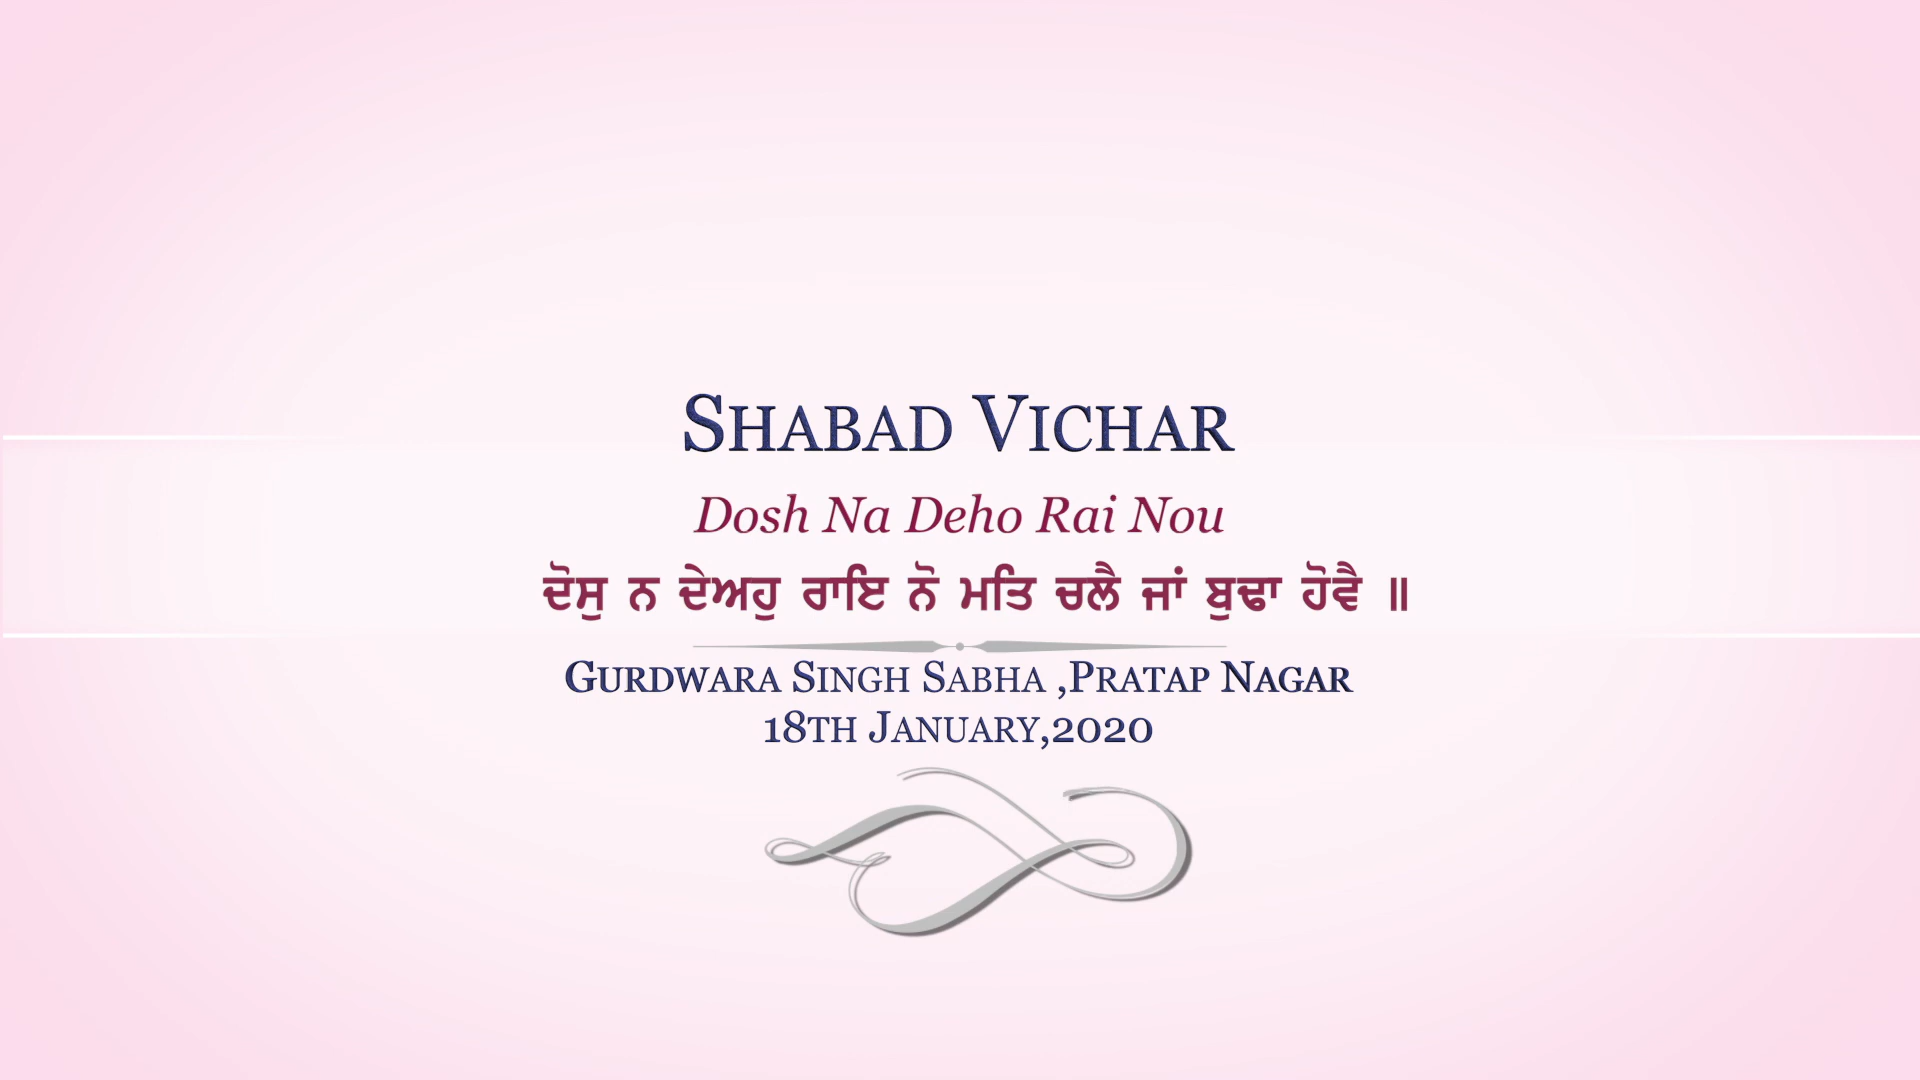 Shabad Vichar
Dosh Na Deho Rai Nou
ਦੋਸੁ ਨ ਦੇਅਹੁ ਰਾਇ ਨੋ ਮਤਿ ਚਲੈ ਜਾਂ ਬੁਢਾ ਹੋਵੈ ॥
Gurdwara Singh Sabha ,Pratap Nagar
18th January,2020